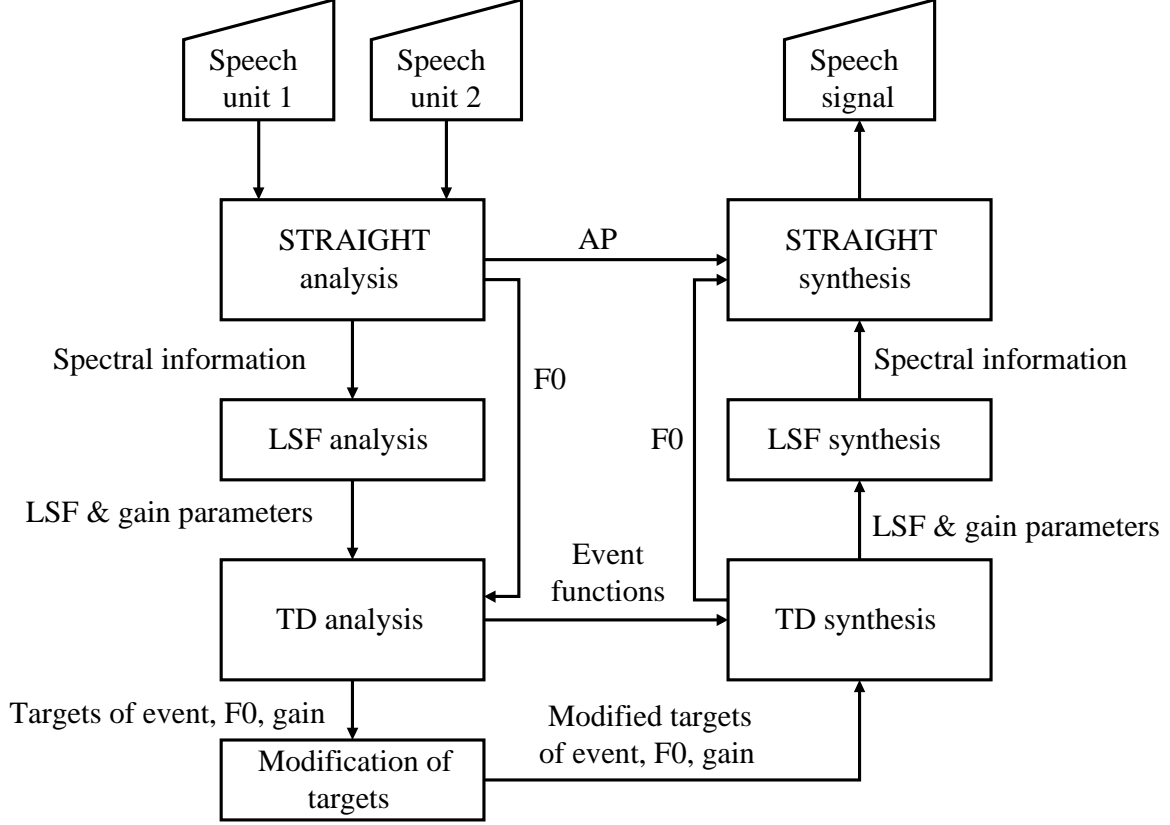 Speech
unit 1
Speech
unit 2
Speech
signal
STRAIGHT
analysis
AP
STRAIGHT
synthesis
Spectral information
F0
Spectral information
LSF analysis
F0
LSF synthesis
LSF & gain parameters
LSF & gain parameters
Event
functions
TD analysis
TD synthesis
Targets of event, F0, gain
Modified targets
of event, F0, gain
Modification of
targets